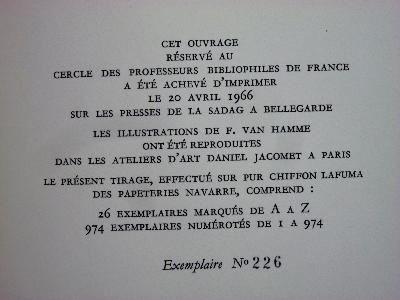 CET OUVRAGE
RÉSERVÉ AU
CERCLE DES PROFESSEURS BIBLIOPHILES DE FRANCE
A ÉTÉ ACHEVÉ D'IMPRIMER
LE 20 AVRIL 1966
SUR LES PRESSES DE LA SADAG A BELLEGARDE
LES ILLUSTRATIONS DE F. VAN HAMME
ONT ÉTÉ REPRODUITES
DANS LES ATELIERS D'ART DANIEL JACOMET A PARIS
LE PRÉSENT TIRAGE, EFFECTUÉ SUR PUR CHIFFON LAFUMA
DES PAPETERIES NAVARRE, COMPREND :
26 EXEMPLAIRES MARQUÉS DE A A Z
974 EXEMPLAIRES NUMÉROTÉS DE 1 A 974
Exemplaire No 226